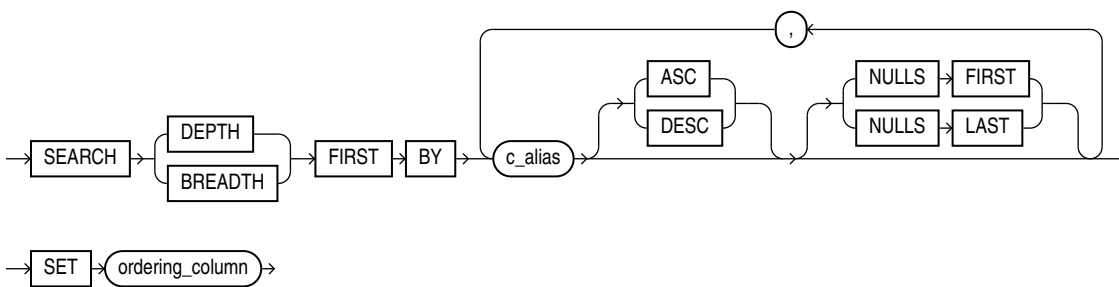 ,
ASC NULLS FIRST
DEPTH DESC NULLS LAST
SEARCH FIRST BY c_alias
BREADTH
SET ordering_column